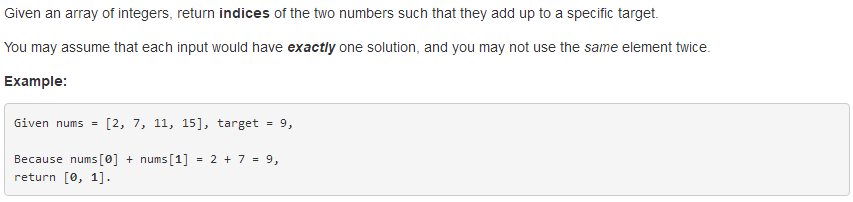 Given an array of integers, return indices of the two numbers such that they add up to a specific target.
You may assume that each input would have exactly one solution, and you may not use the same element twice.
Example:
Given nums = [2, 7, 11, 15], target = 9,
Because nums[0] + nums[1] = 2 + 7 = 9,
return [0, 1].